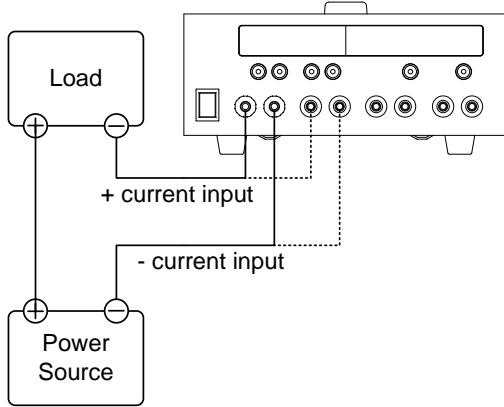 Load
+ current input
- current input
Power
Source